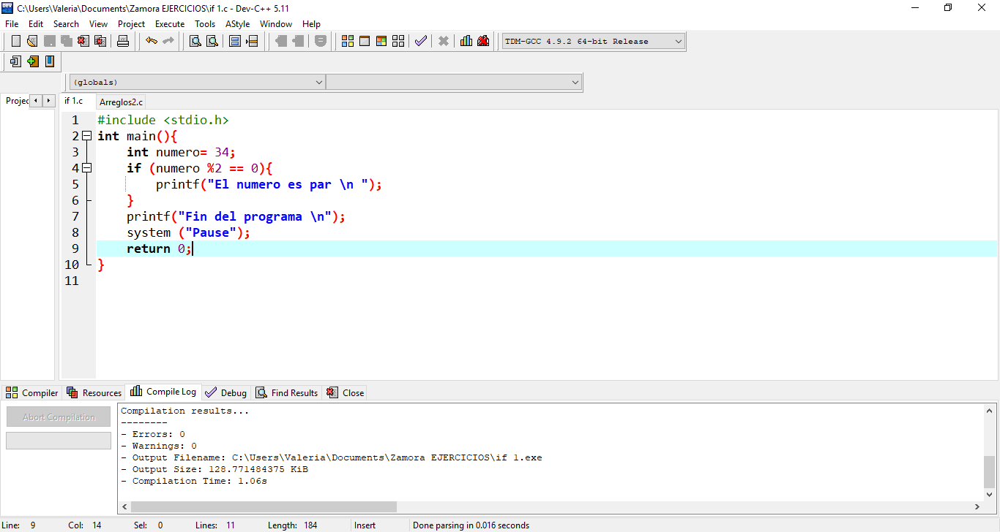 C:\Users\Valeria\Documents\Zamora EJERCICIOS\if 1.c - Dev-C++ 5.11
File Edit Search View Project Execute Tools AStyle Window Help
TDM-GCC 4.9.2 64-bit Release
(globals)
Projec if 1.c Arreglos2.c
1 #include <stdio.h>
2 int main(){
3 int numero= 34;
4 if (numero %2 == 0){
5 printf("El numero es par \n ");
6 }
7 printf("Fin del programa \n");
8 system ("Pause");
9 return 0;
10 }
11
Compiler Resources Compile Log Debug Find Results Close
Abort Compilation
Compilation results...
--------
- Errors: 0
- Warnings: 0
- Output Filename: C:\Users\Valeria\Documents\Zamora EJERCICIOS\if 1.exe
- Output Size: 128.771484375 KiB
- Compilation Time: 1.06s
Line: 9 Col: 14 Sel: 0 Lines: 11 Length: 184 Insert Done parsing in 0.016 seconds